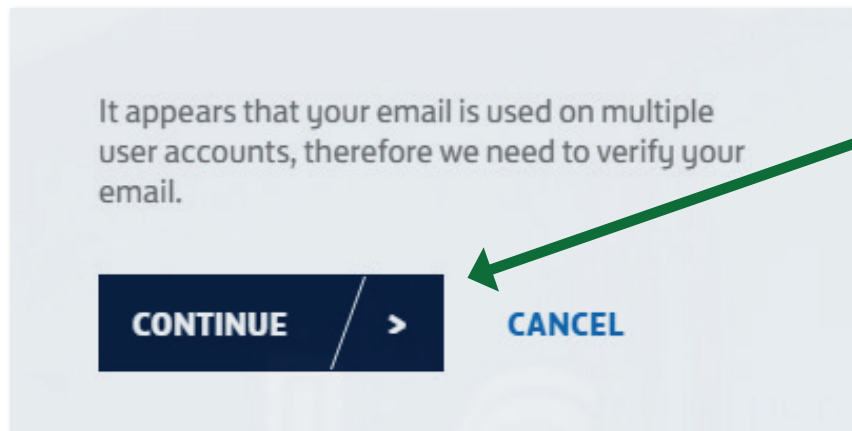 It appears that your email is used on multiple
user accounts, therefore we need to verify your
email.
CONTINUE >
CANCEL